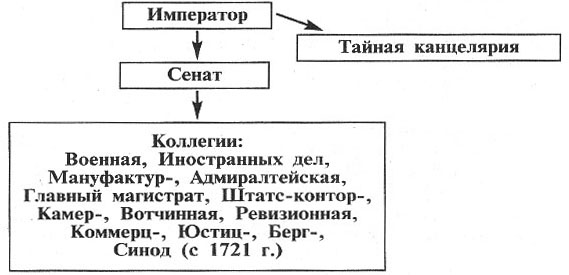 Император
Тайная канцелярия
Сенат
Коллегии:
Военная, Иностранных дел,
Мануфактур-, Адмиралтейская,
Главный магистрат, Штатс-контор-,
Камер-, Вотчинная, Ревизионная,
Коммерц-, Юстиц-, Берг-,
Синод (с 1721 г.)